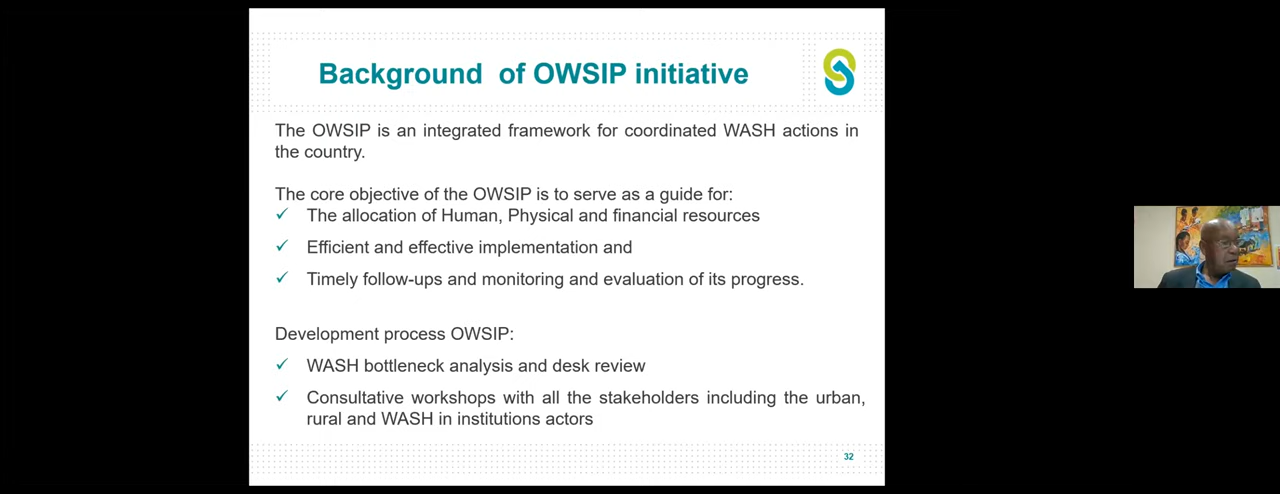 Background of OWSIP initiative
The OWSIP is an integrated framework for coordinated WASH actions in
the country.
The core objective of the OWSIP is to serve as a guide for:
✓ The allocation of Human, Physical and financial resources
✓ Efficient and effective implementation and
✓ Timely follow-ups and monitoring and evaluation of its progress.
Development process OWSIP:
✓ WASH bottleneck analysis and desk review
✓ Consultative workshops with all the stakeholders including the urban,
rural and WASH in institutions actors
32